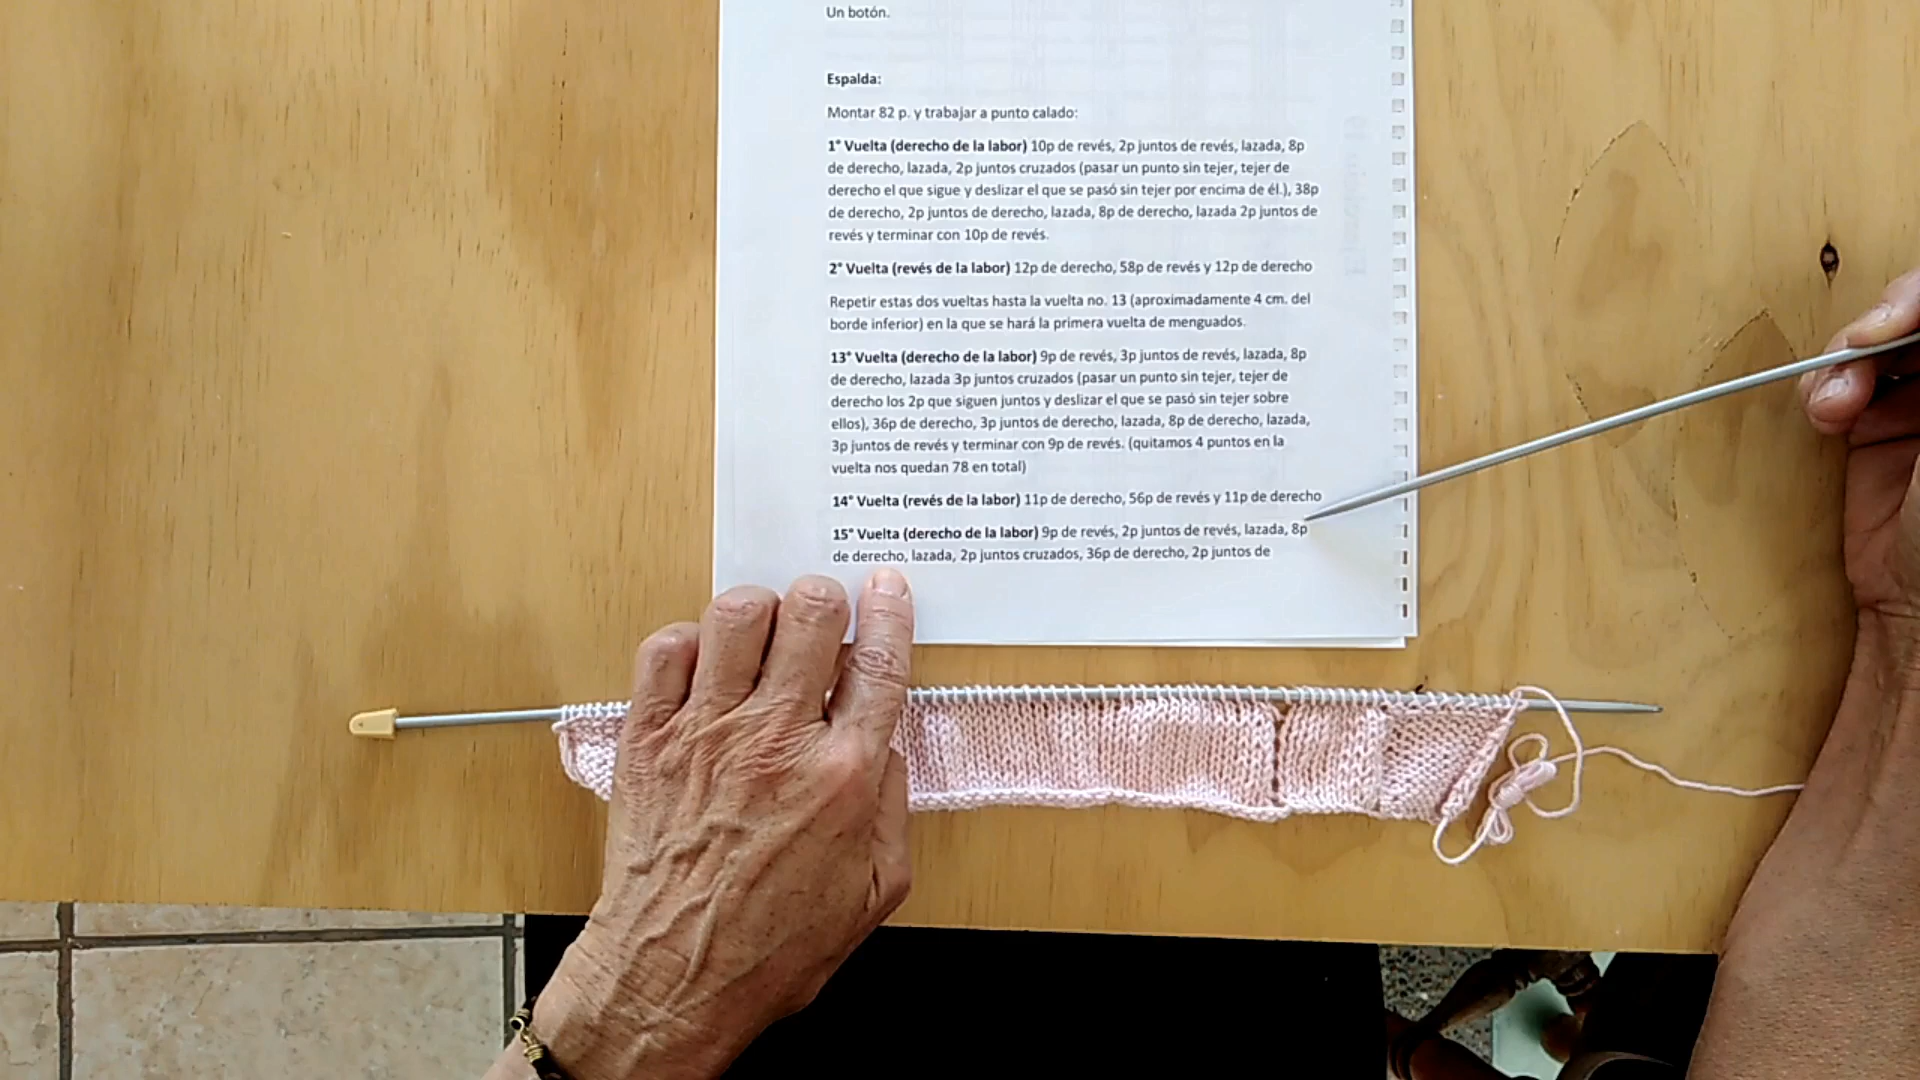 Un botón.
Espalda:
Montar 82 p. y trabajar a punto calado:
1° Vuelta (derecho de la labor) 10p de revés, 2p juntos de revés, lazada, 8p
de derecho, lazada, 2p juntos cruzados (pasar un punto sin tejer, tejer de
derecho el que sigue y deslizar el que se pasó sin tejer por encima de él.), 38p
de derecho, 2p juntos de derecho, lazada, 8p de derecho, lazada 2p juntos de
revés y terminar con 10p de revés.
2° Vuelta (revés de la labor) 12p de derecho, 58p de revés y 12p de derecho
Repetir estas dos vueltas hasta la vuelta no. 13 (aproximadamente 4 cm. del
borde inferior) en la que se hará la primera vuelta de menguados.
13° Vuelta (derecho de la labor) 9p de revés, 3p juntos de revés, lazada, 8p
de derecho, lazada 3p juntos cruzados (pasar un punto sin tejer, tejer de
derecho los 2p que siguen juntos y deslizar el que se pasó sin tejer sobre
ellos), 36p de derecho, 3p juntos de derecho, lazada, 8p de derecho, lazada,
3p juntos de revés y terminar con 9p de revés. (quitamos 4 puntos en la
vuelta nos quedan 78 en total)
14° Vuelta (revés de la labor) 11p de derecho, 56p de revés y 11p de derecho
15° Vuelta (derecho de la labor) 9p de revés, 2p juntos de revés, lazada, 8p
de derecho, lazada, 2p juntos cruzados, 36p de derecho, 2p juntos de